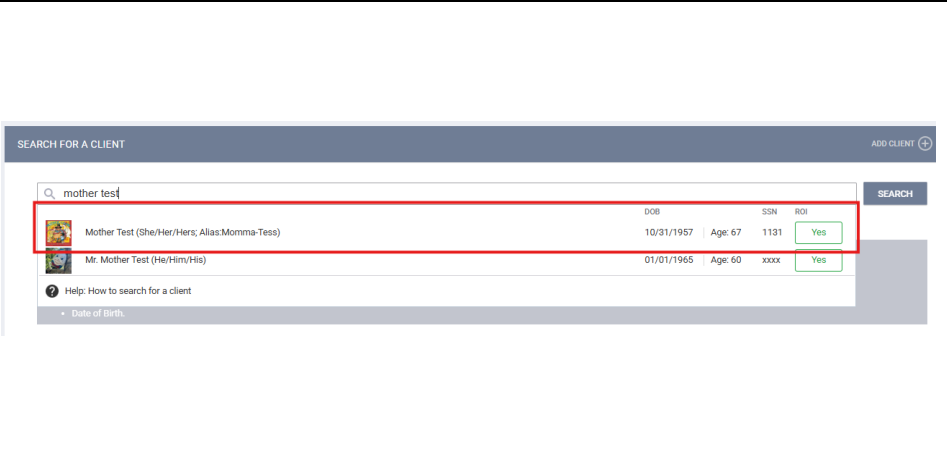 SEARCH FOR A CLIENT ADD CLIENT
mother test SEARCH
DOB SSN ROI
Mother Test (She/Her/Hers; Alias:Momma-Tess) 10/31/1957 Age: 67 1131 Yes
Mr. Mother Test (He/Him/His) 01/01/1965 Age: 60 xxxx Yes
? Help: How to search for a client
• Date of Birth.